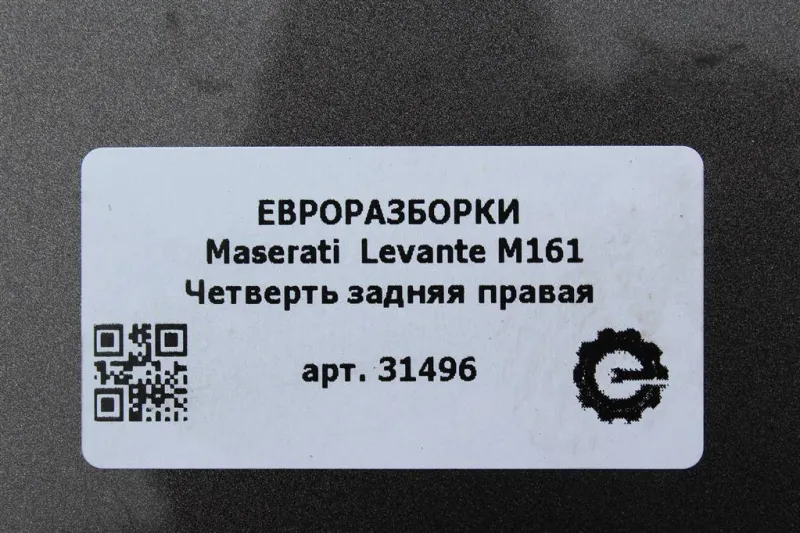 ЕВРОРАЗБОРКИ
Maserati Levante M161
Четверть задняя правая
арт. 31496